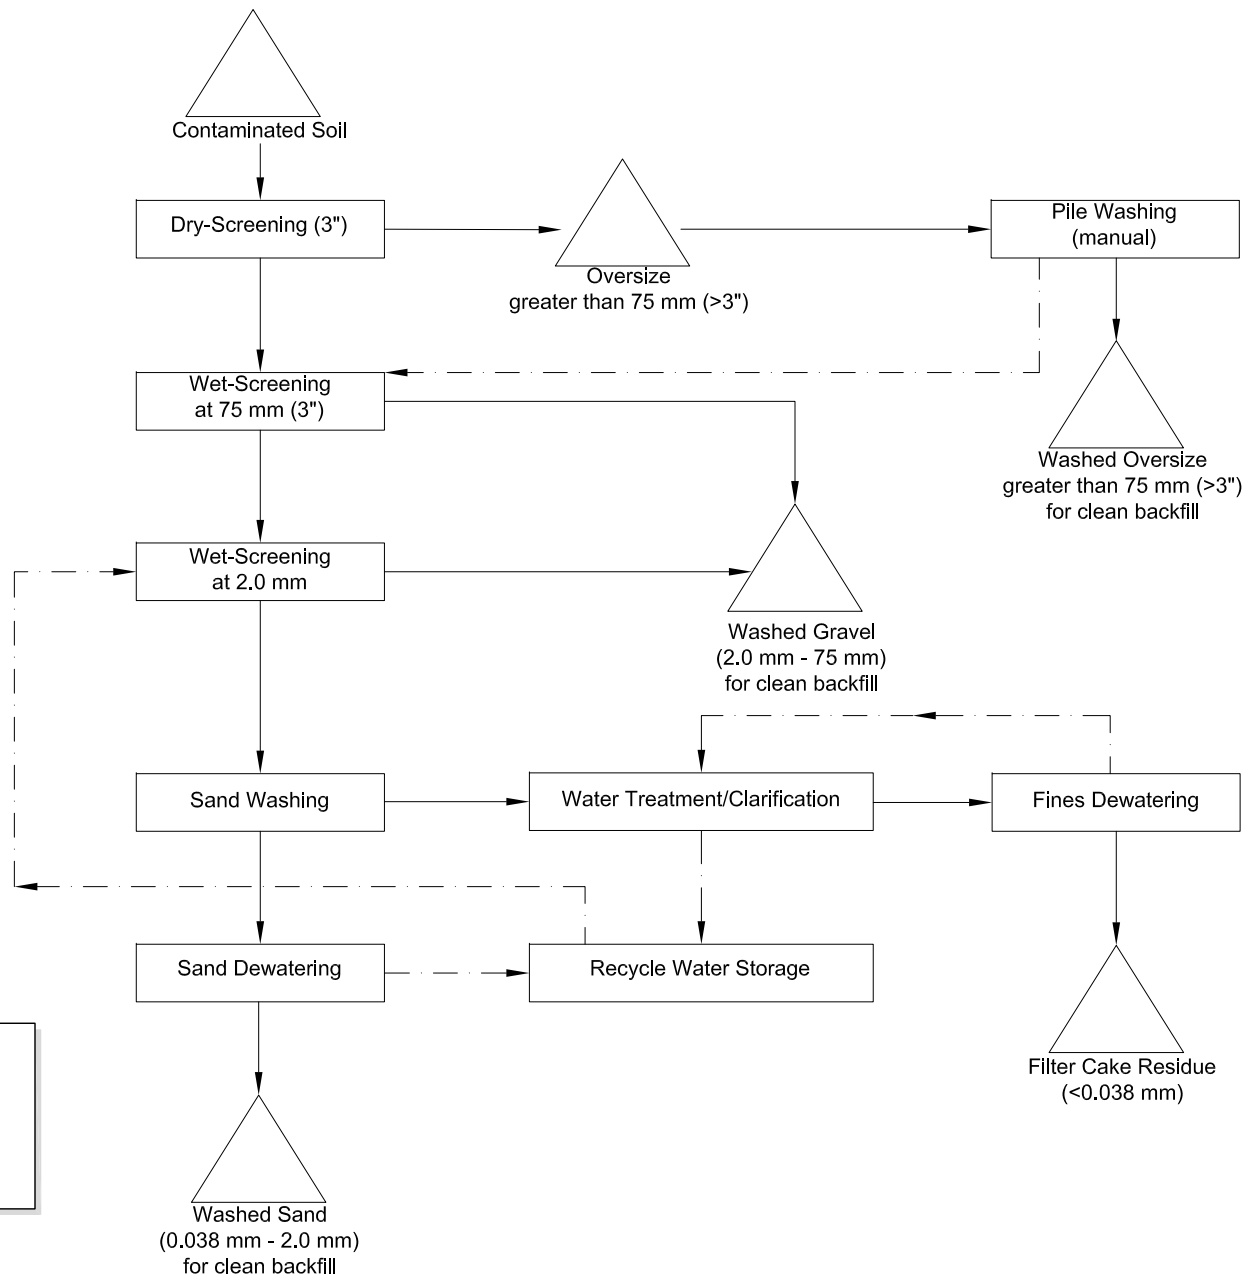 Contaminated Soil
Dry-Screening (3")
Oversize
greater than 75 mm (>3")
Pile Washing
(manual)
Wet-Screening
at 75 mm (3")
Washed Oversize
greater than 75 mm (>3")
for clean backfill
Wet-Screening
at 2.0 mm
Washed Gravel
(2.0 mm - 75 mm)
for clean backfill
Sand Washing
Water Treatment/Clarification
Fines Dewatering
Sand Dewatering
Recycle Water Storage
Filter Cake Residue
(<0.038 mm)
Washed Sand
(0.038 mm - 2.0 mm)
for clean backfill